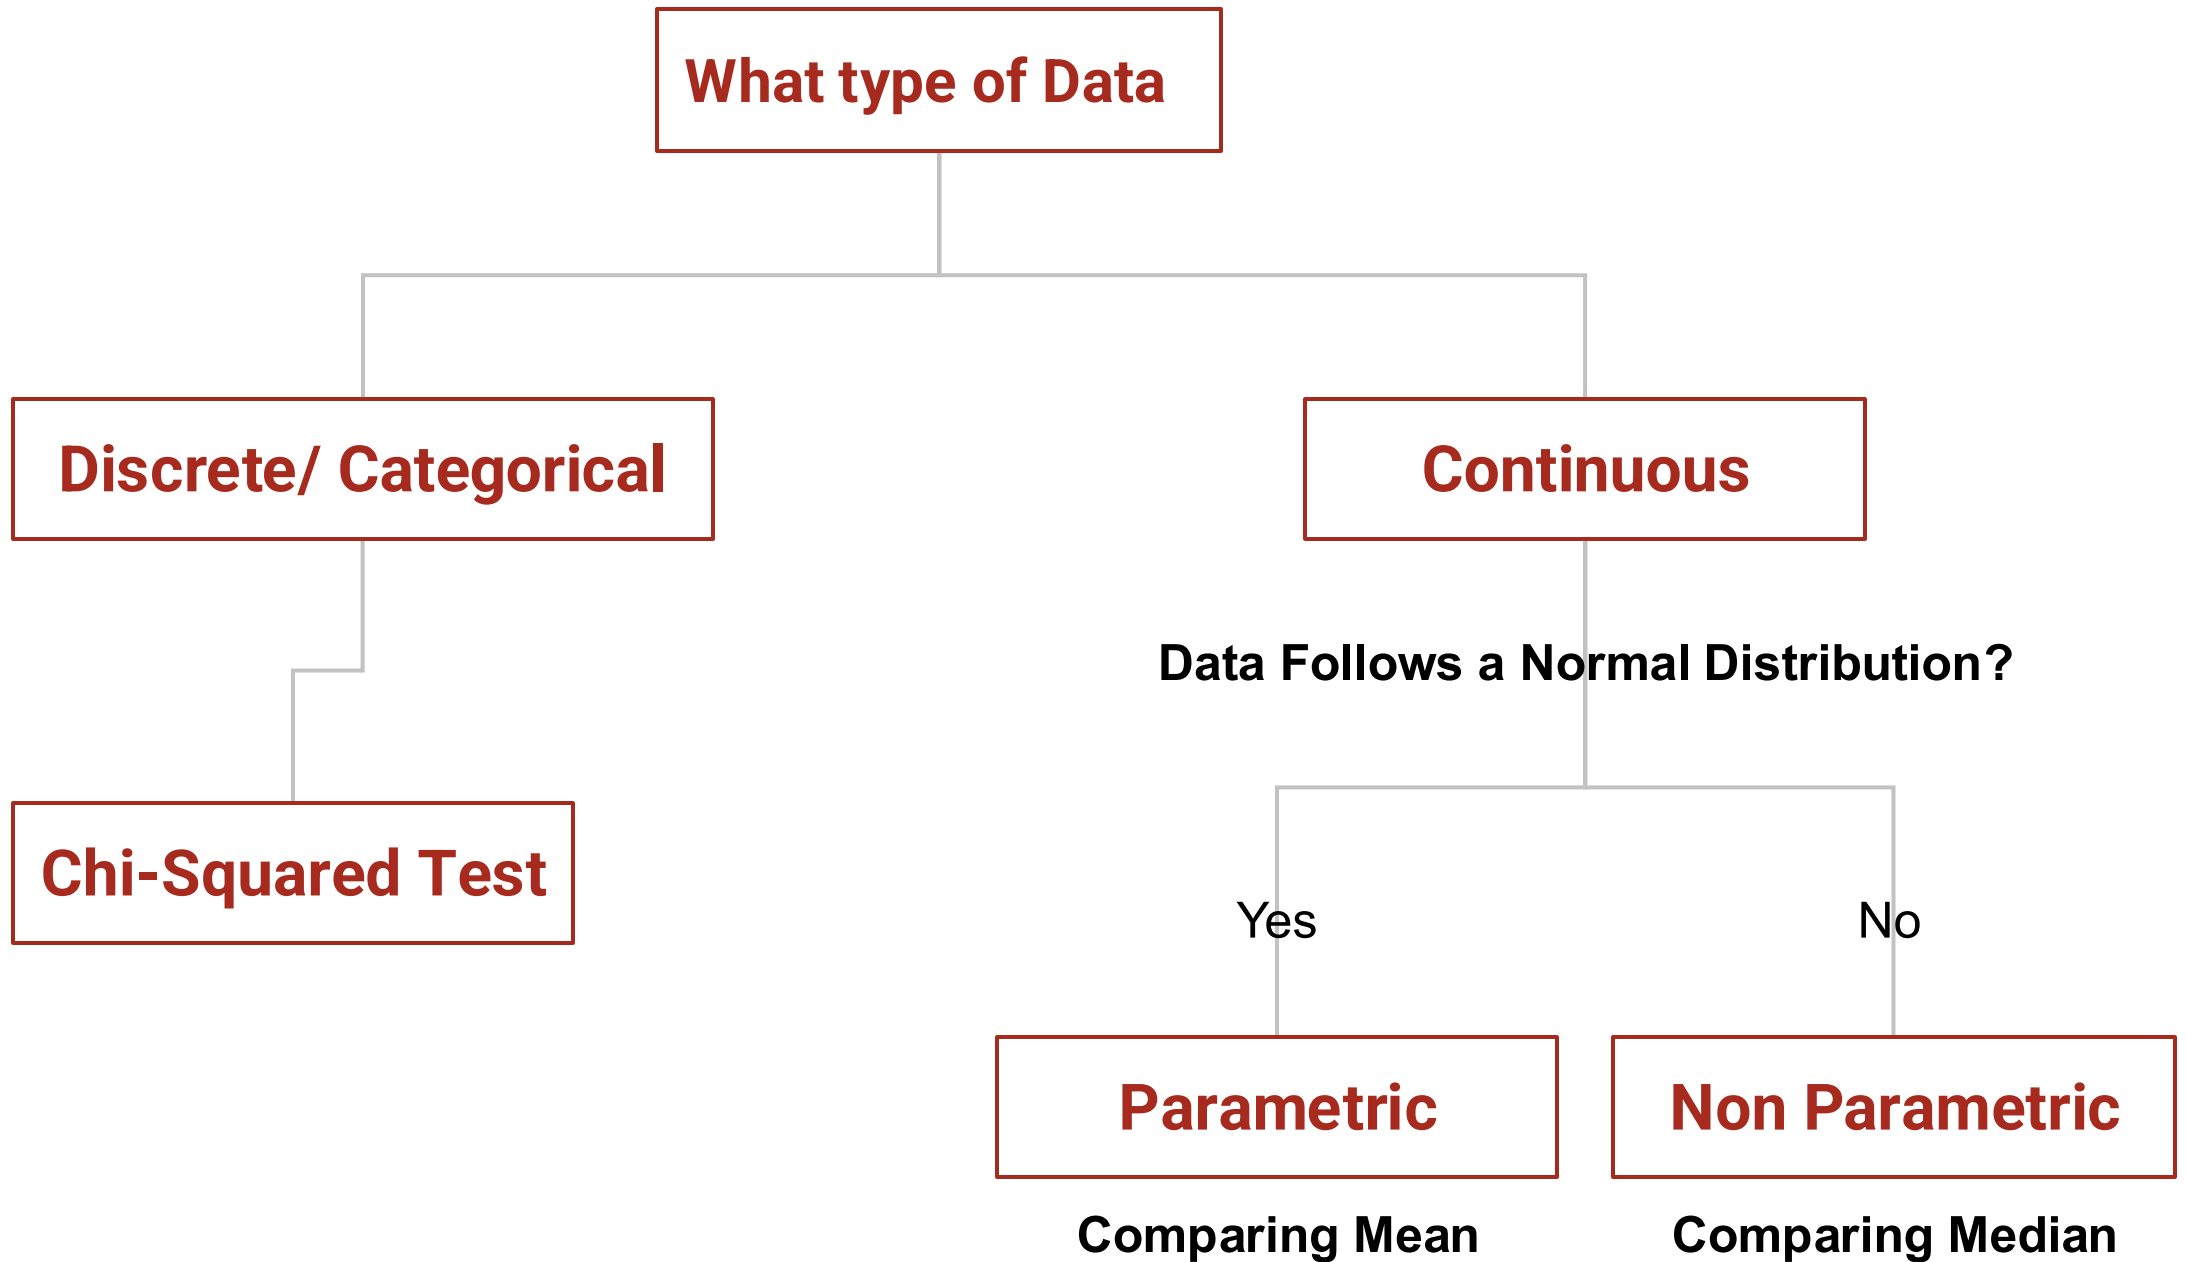 What type of Data
Discrete/ Categorical
Continuous
Data Follows a Normal Distribution?
Chi-Squared Test
Yes
No
Parametric
Non Parametric
Comparing Mean
Comparing Median